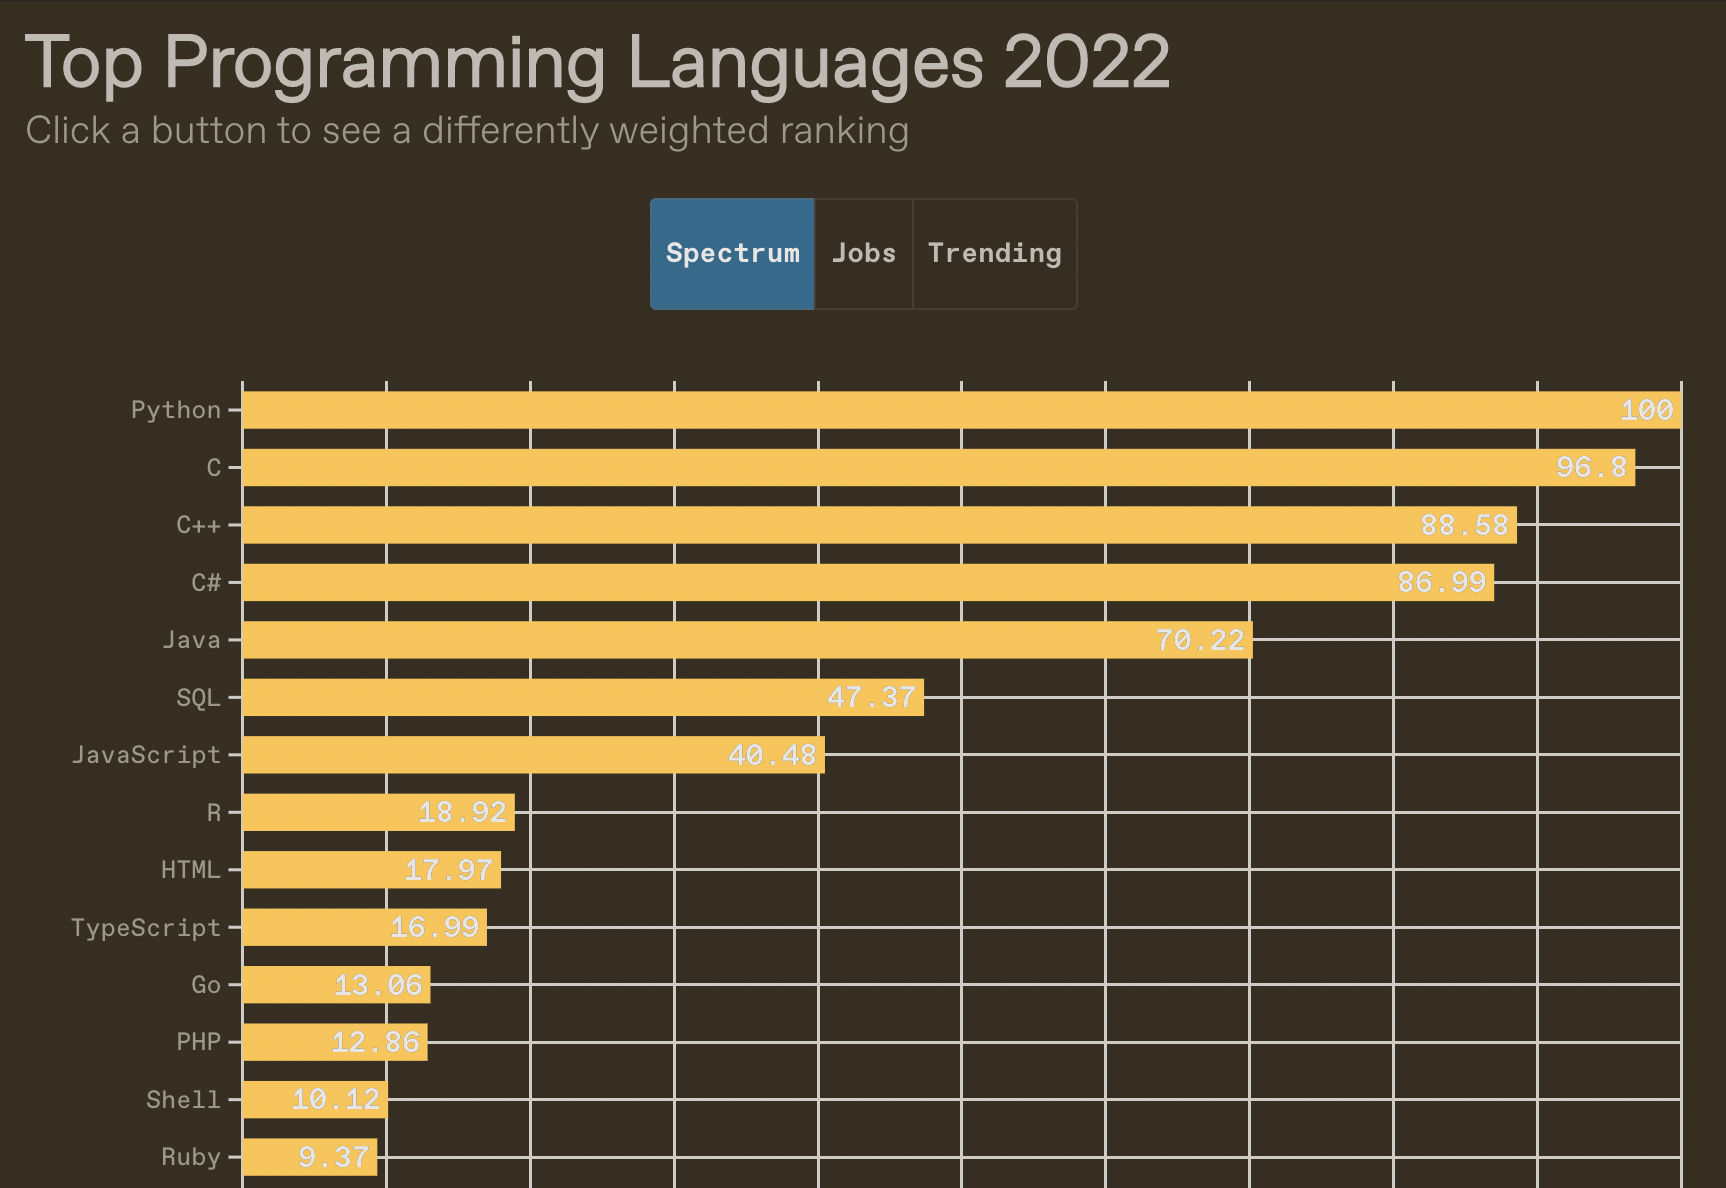 Top Programming Languages 2022
Click a button to see a differently weighted ranking
Spectrum Jobs Trending
Python 100
C 96.8
C++ 88.58
C# 86.99
Java 70.22
SQL 47.37
JavaScript 40.48
R 18.92
HTML 17.97
TypeScript 16.99
Go 13.06
PHP 12.86
Shell 10.12
Ruby 9.37